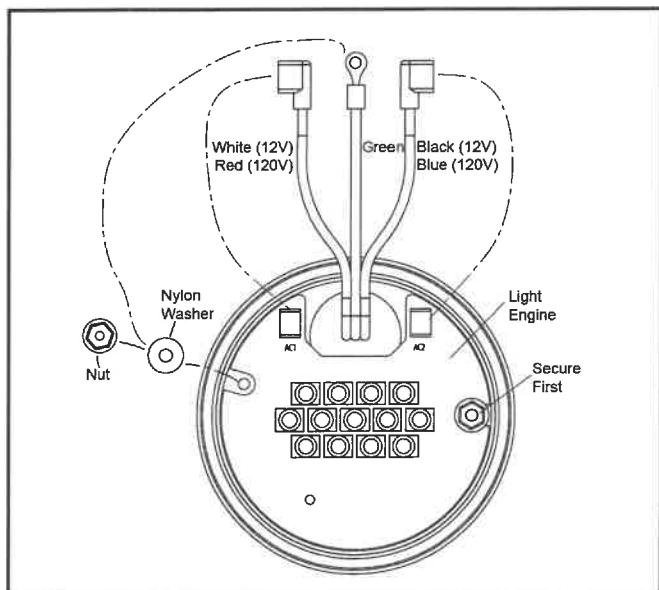 White (12V)
Red (120V)
Green
Black (12V)
Blue (120V)
Nylon
Washer
Nut
AC1
AC2
Light
Engine
Secure
First